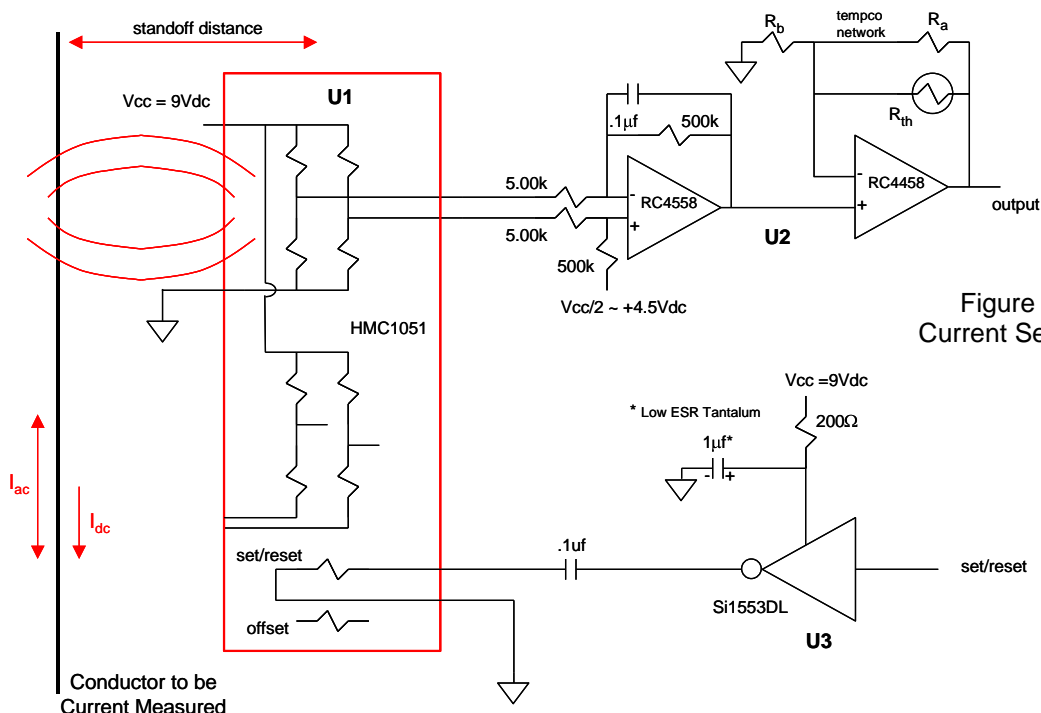 standoff distance
Vcc = 9Vdc
U1
.1µf
500k
5.00k
5.00k
500k
-
+
RC4558
U2
Vcc/2 ~ +4.5Vdc
Rb
tempco
network
Ra
Rth
-
+
RC4458
output
HMC1051
Figure
Current Se
Vcc =9Vdc
* Low ESR Tantalum
200Ω
1µf*
- +
Iac
Idc
set/reset
offset
.1uf
Si1553DL
U3
set/reset
Conductor to be
Current Measured